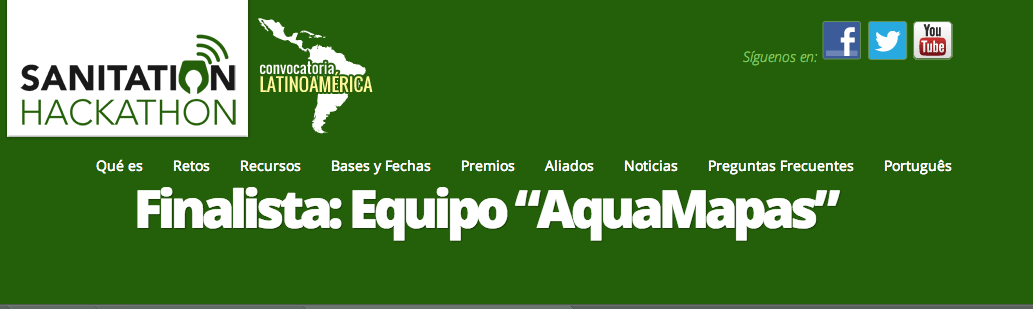 SANITATION
HACKATHON
convocatoria
LATINOAMÉRICA
Síguenos en:
f
You
Tube
Qué es Retos Recursos Bases y Fechas Premios Aliados Noticias Preguntas Frecuentes Português
Finalista: Equipo “AquaMapas”